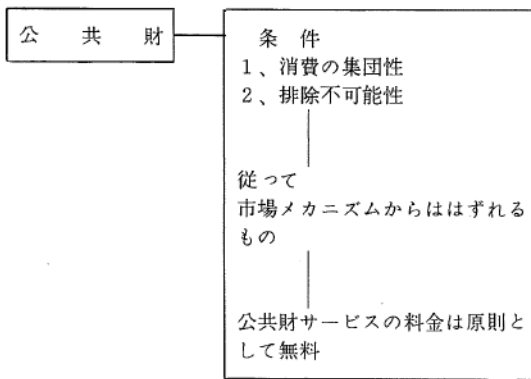 公共財
条件
1、消費の集団性
2、排除不可能性
従って
市場メカニズムからははずれる
もの
公共財サービスの料金は原則と
して無料